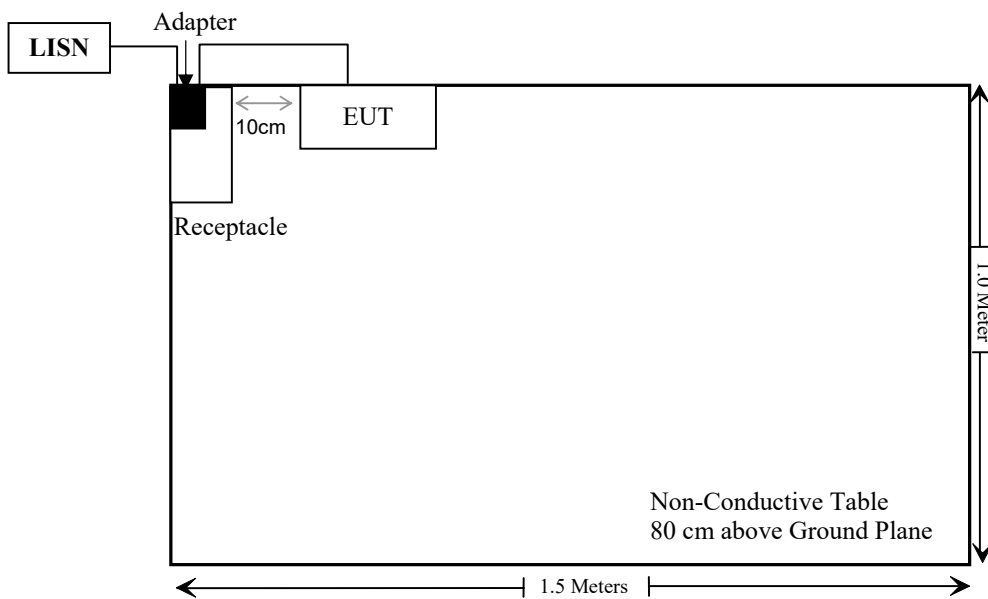 Adapter
LISN
EUT
10cm
Receptacle
1.0 Meter
Non-Conductive Table
80 cm above Ground Plane
1.5 Meters